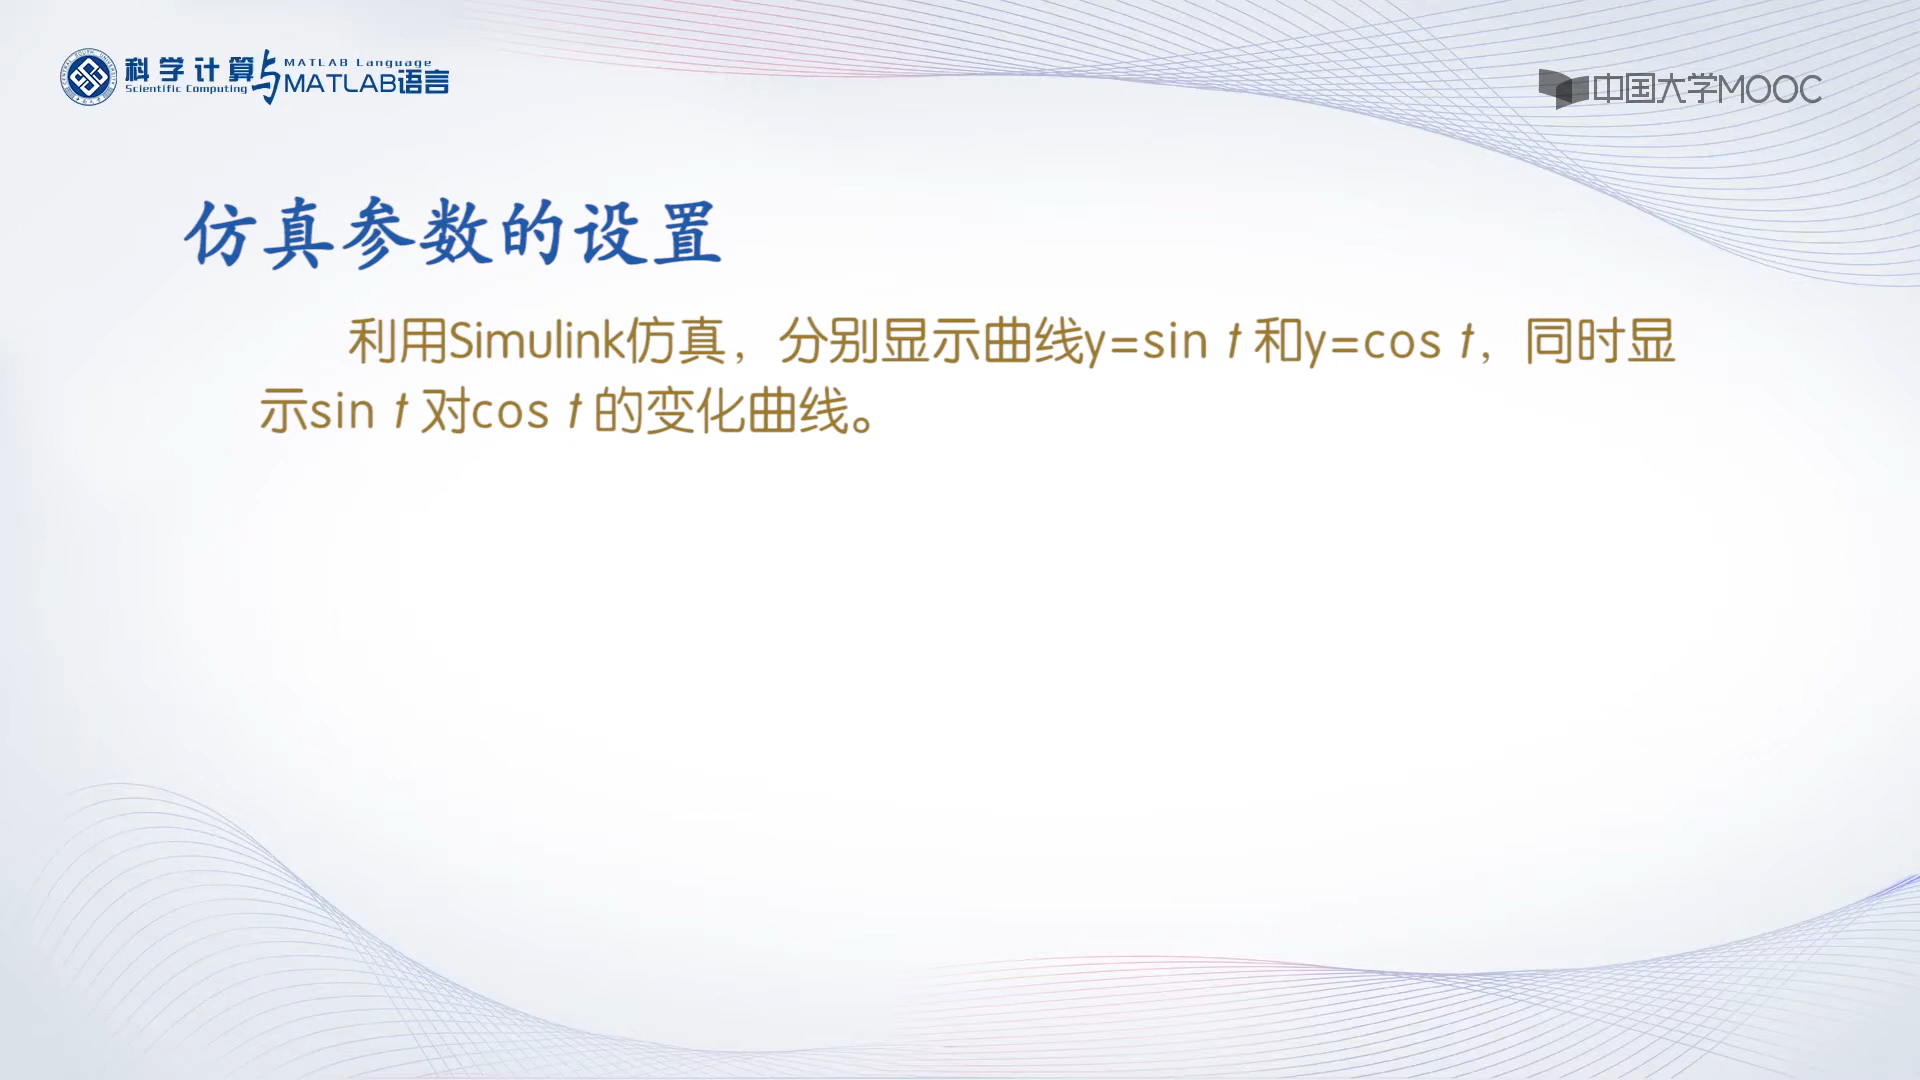 科学计算与MATLAB语言
Scientific Computing
MATLAB Language
中国大学MOOC
仿真参数的设置
利用Simulink仿真，分别显示曲线y=sin t 和y=cos t，同时显
示sin t 对cos t 的变化曲线。